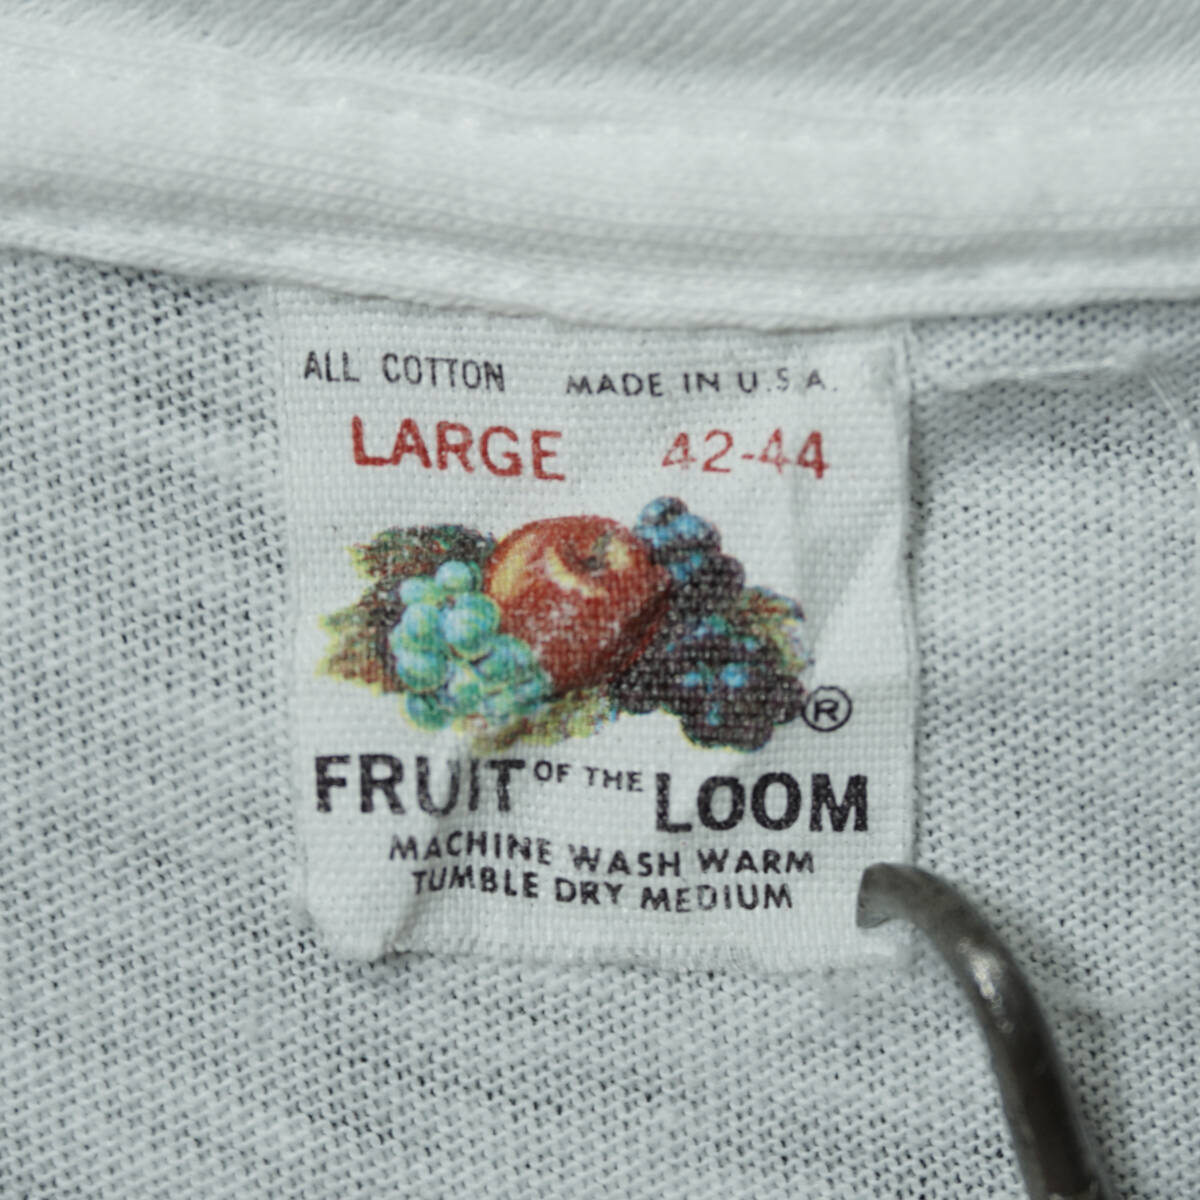 ALL COTTON MADE IN U.S.A.
LARGE 42-44
®
FRUIT OF THE LOOM
MACHINE WASH WARM
TUMBLE DRY MEDIUM